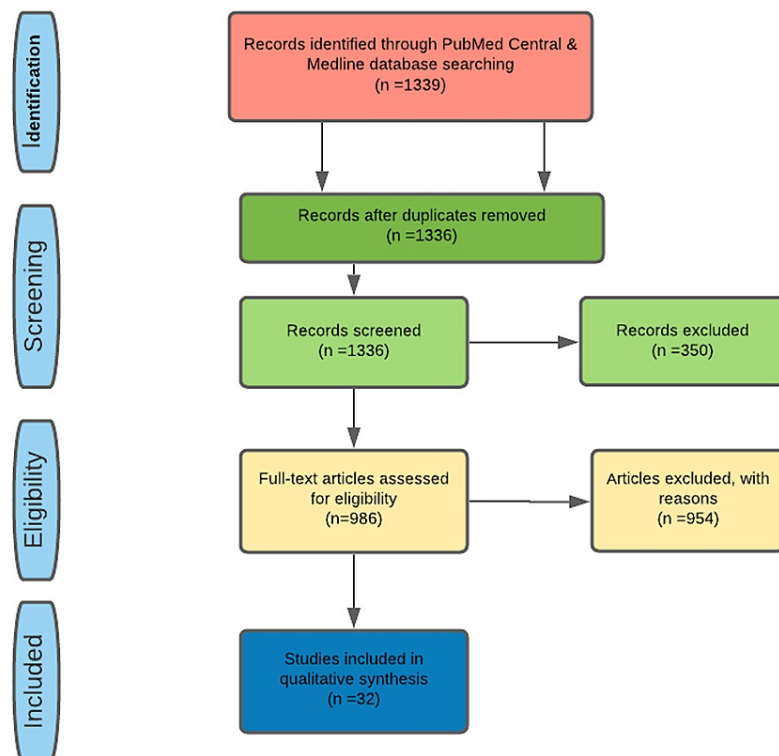 Identification
Records identified through PubMed Central &
Medline database searching
(n =1339)
Records after duplicates removed
(n =1336)
Screening
Records screened
(n =1336)
Records excluded
(n =350)
Eligibility
Full-text articles assessed
for eligibility
(n=986)
Articles excluded, with
reasons
(n =954)
Included
Studies included in
qualitative synthesis
(n =32)